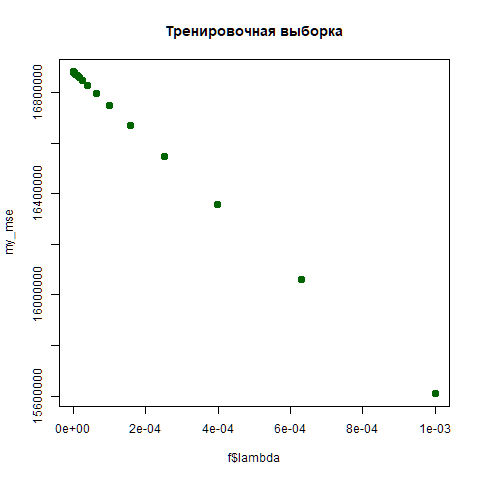 Тренировочная выборка
16800000
16400000
16000000
15600000
my_mse
0e+00 2e-04 4e-04 6e-04 8e-04 1e-03
f$lambda